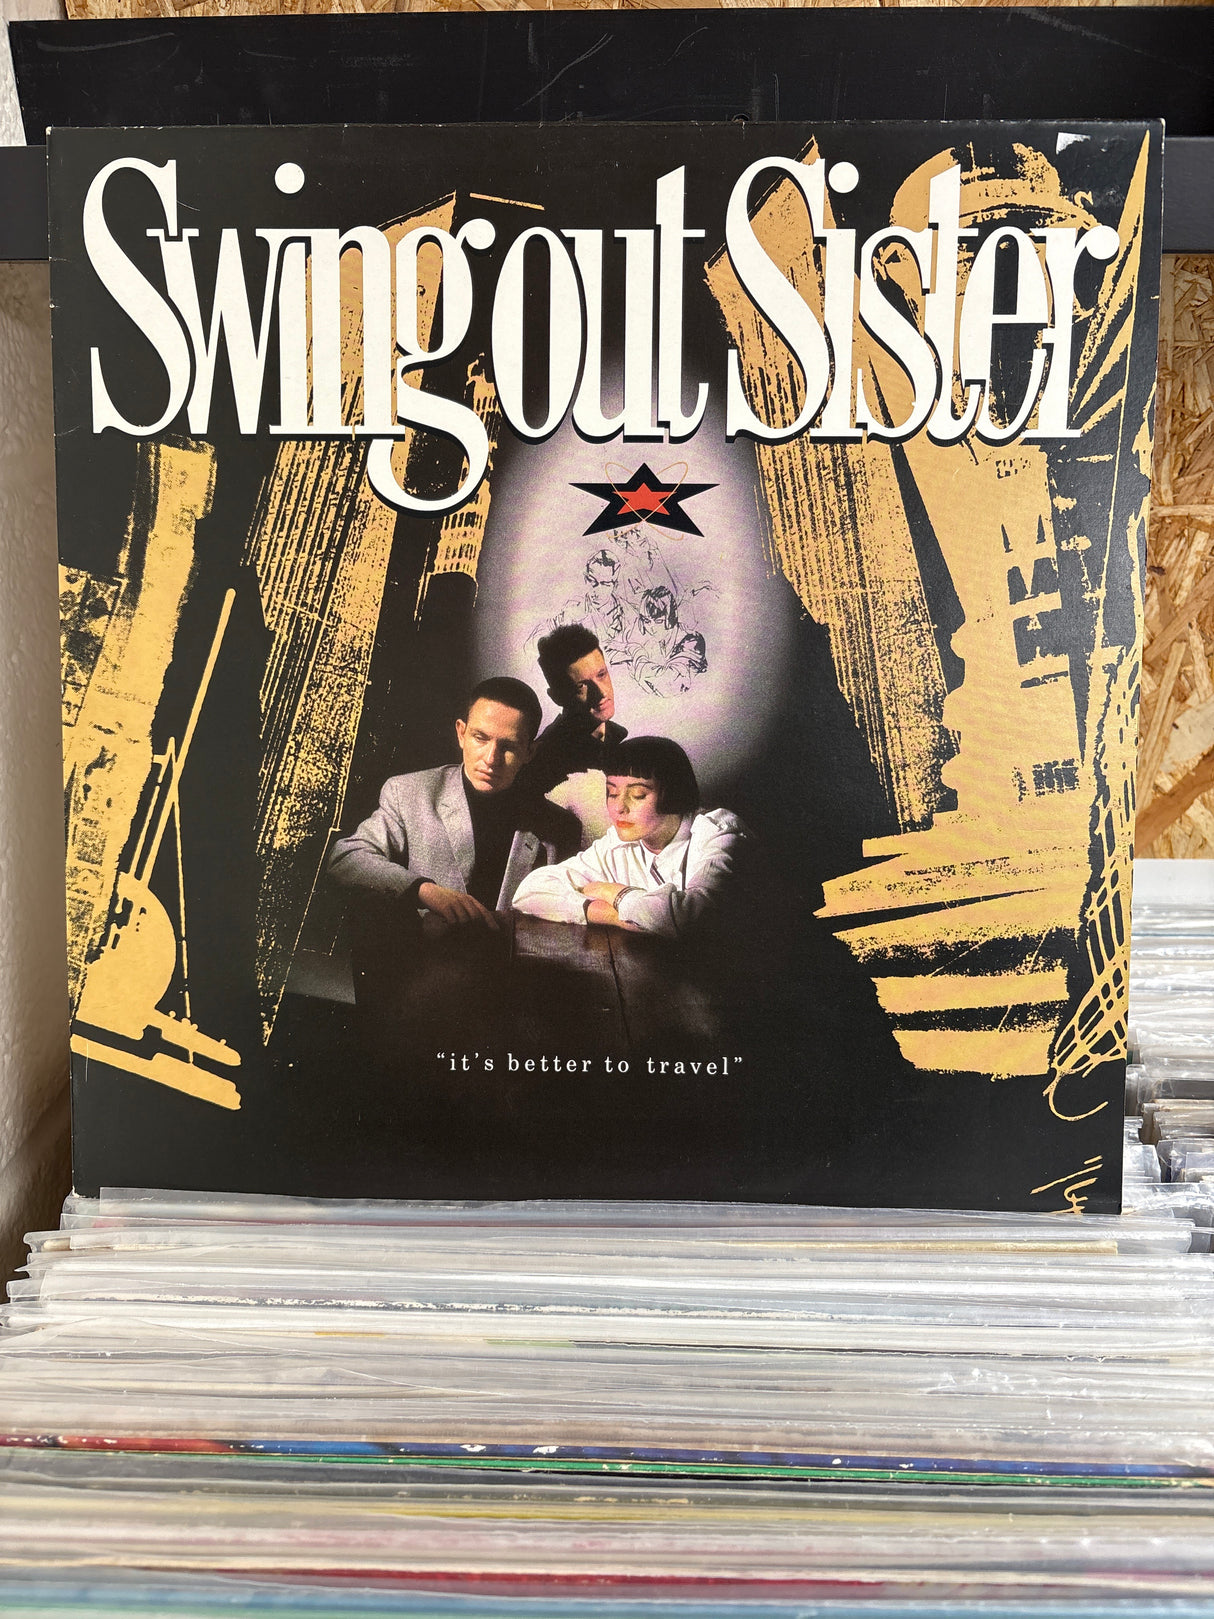 Swing out Sister
“it’s better to travel”